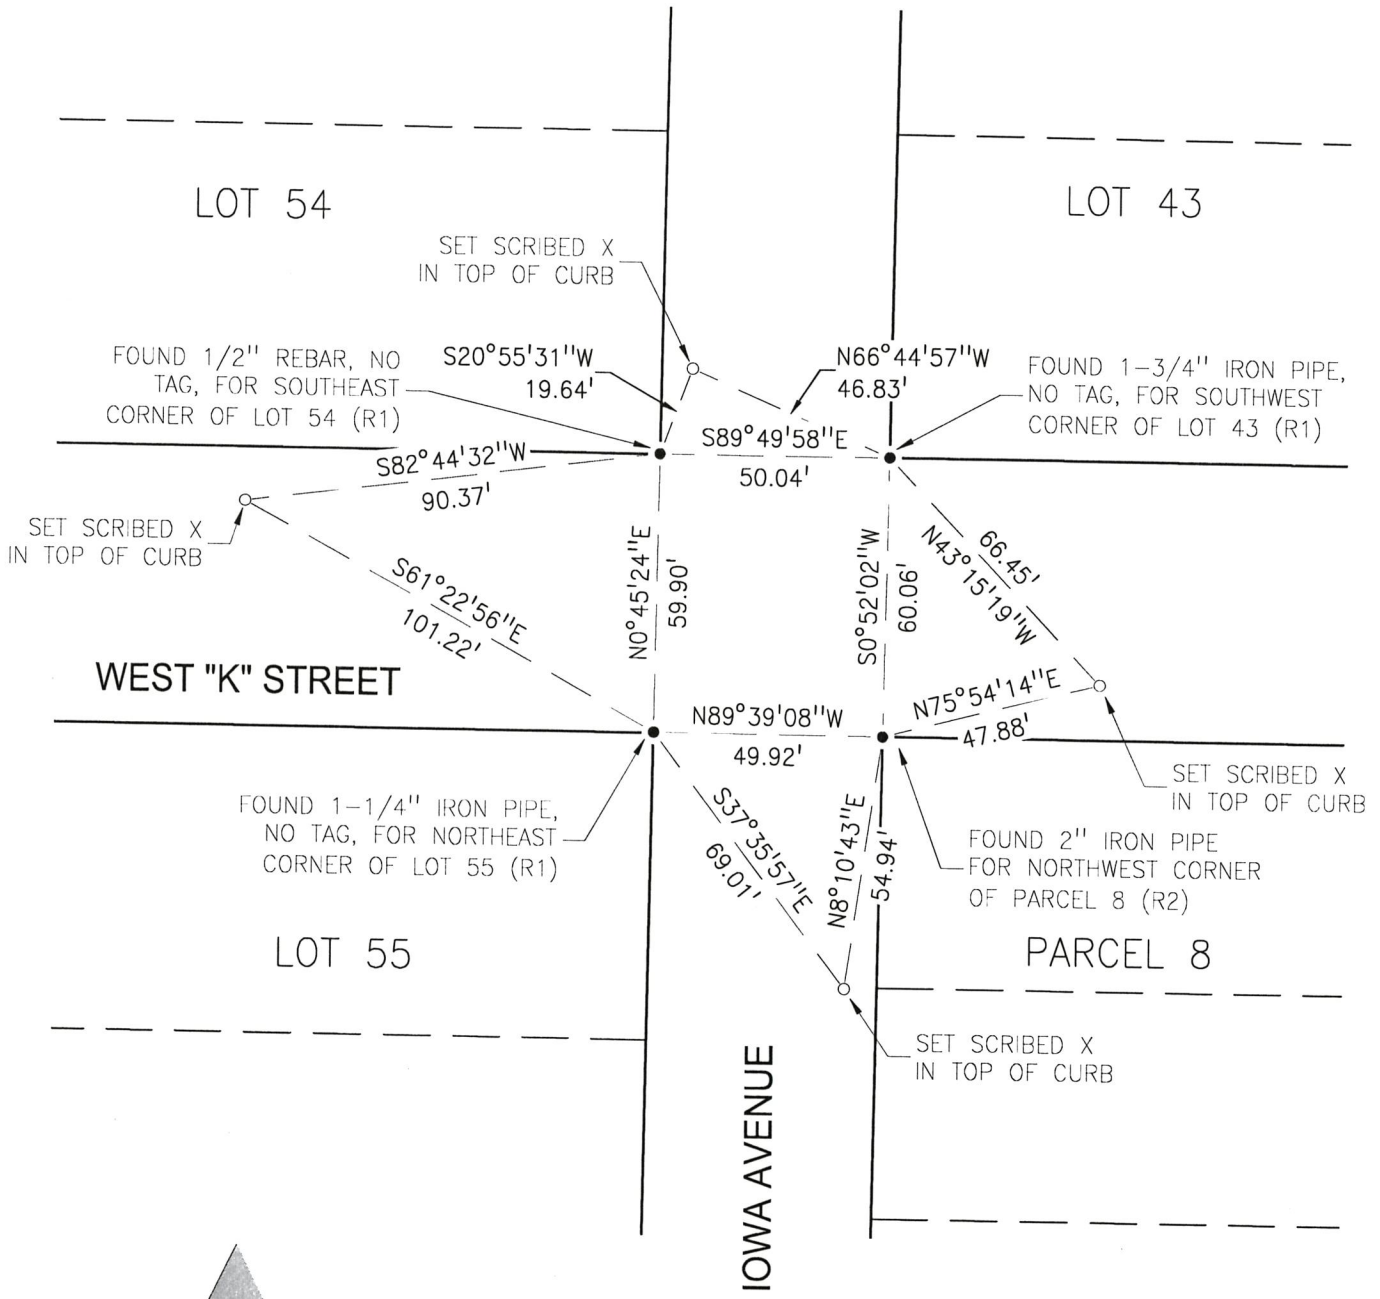 LOT 54
LOT 43
SET SCRIBED X
IN TOP OF CURB
FOUND 1/2" REBAR, NO
TAG, FOR SOUTHEAST
CORNER OF LOT 54 (R1)
S20°55'31"W
19.64'
N66°44'57"W
46.83'
FOUND 1-3/4" IRON PIPE,
NO TAG, FOR SOUTHWEST
CORNER OF LOT 43 (R1)
S89°49'58"E
50.04'
S82°44'32"W
90.37'
SET SCRIBED X
IN TOP OF CURB
S61°22'56"E
101.22'
N0°45'24"E
59.90'
S0°52'02"W
60.06'
66.45'
N43°15'19"W
WEST "K" STREET
N89°39'08"W
49.92'
N75°54'14"E
47.88'
SET SCRIBED X
IN TOP OF CURB
FOUND 1-1/4" IRON PIPE,
NO TAG, FOR NORTHEAST
CORNER OF LOT 55 (R1)
S37°35'57"E
69.01'
N8°10'43"E
54.94'
FOUND 2" IRON PIPE
FOR NORTHWEST CORNER
OF PARCEL 8 (R2)
LOT 55
PARCEL 8
SET SCRIBED X
IN TOP OF CURB
IOWA AVENUE